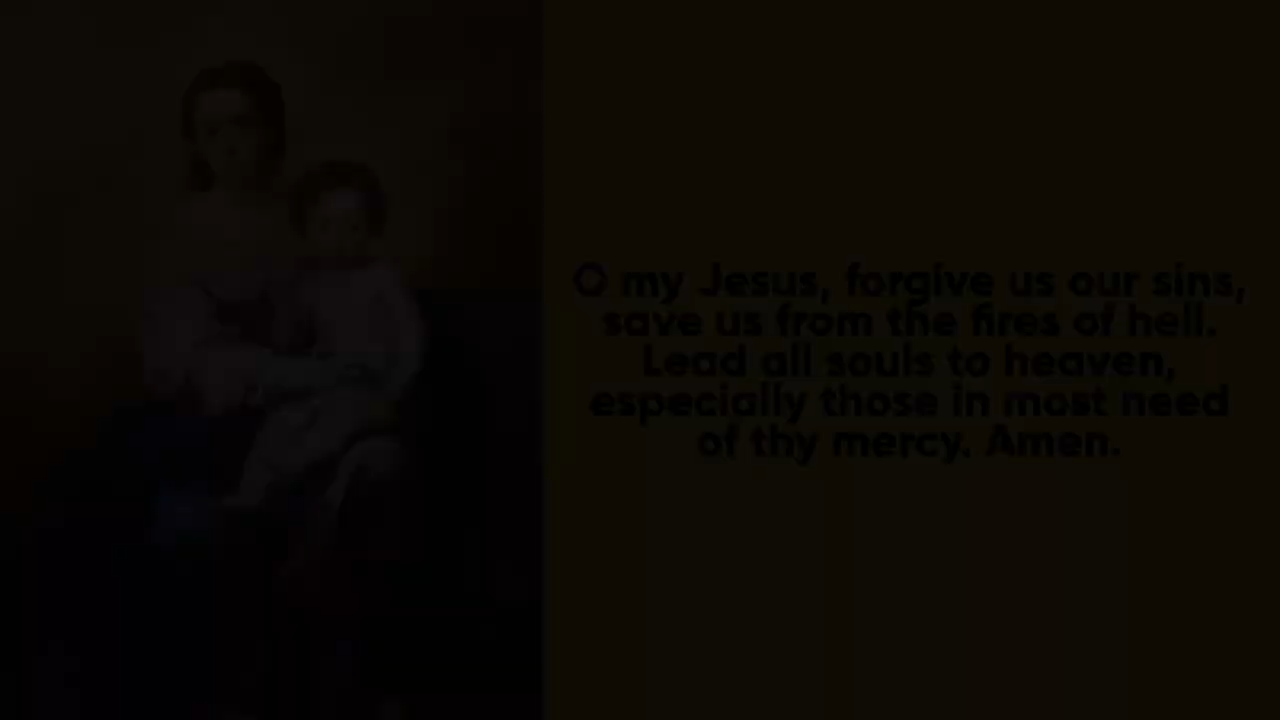 O my Jesus, forgive us our sins,
save us from the fires of hell.
Lead all souls to heaven,
especially those in most need
of thy mercy. Amen.